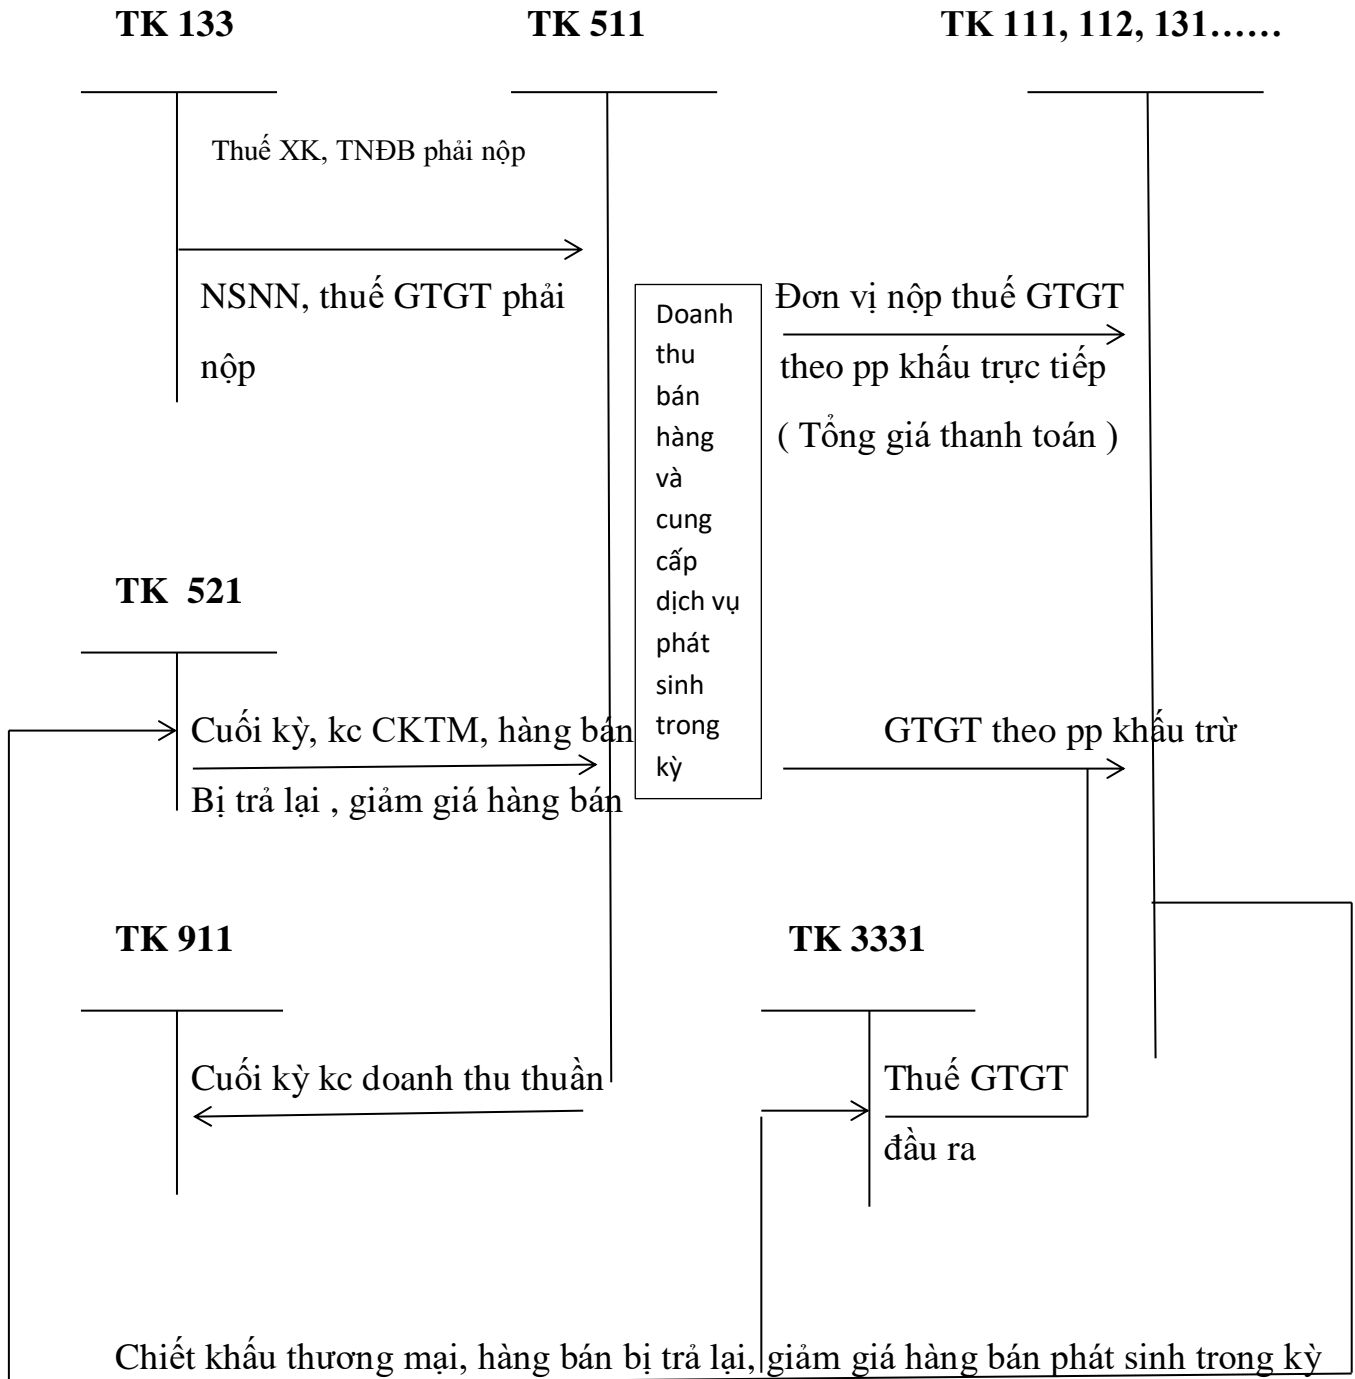 TK 133
TK 511
TK 111, 112, 131......
Thuế XK, TNĐB phải nộp
NSNN, thuế GTGT phải
nộp
Doanh
thu
bán
hàng
và
cung
cấp
dịch vụ
phát
sinh
trong
kỳ
Đơn vị nộp thuế GTGT
theo pp khấu trực tiếp
( Tổng giá thanh toán )
TK 521
Cuối kỳ, kc CKTM, hàng bán
Bị trả lại , giảm giá hàng bán
GTGT theo pp khấu trừ
TK 911
TK 3331
Cuối kỳ kc doanh thu thuần
Thuế GTGT
đầu ra
Chiết khấu thương mại, hàng bán bị trả lại, giảm giá hàng bán phát sinh trong kỳ